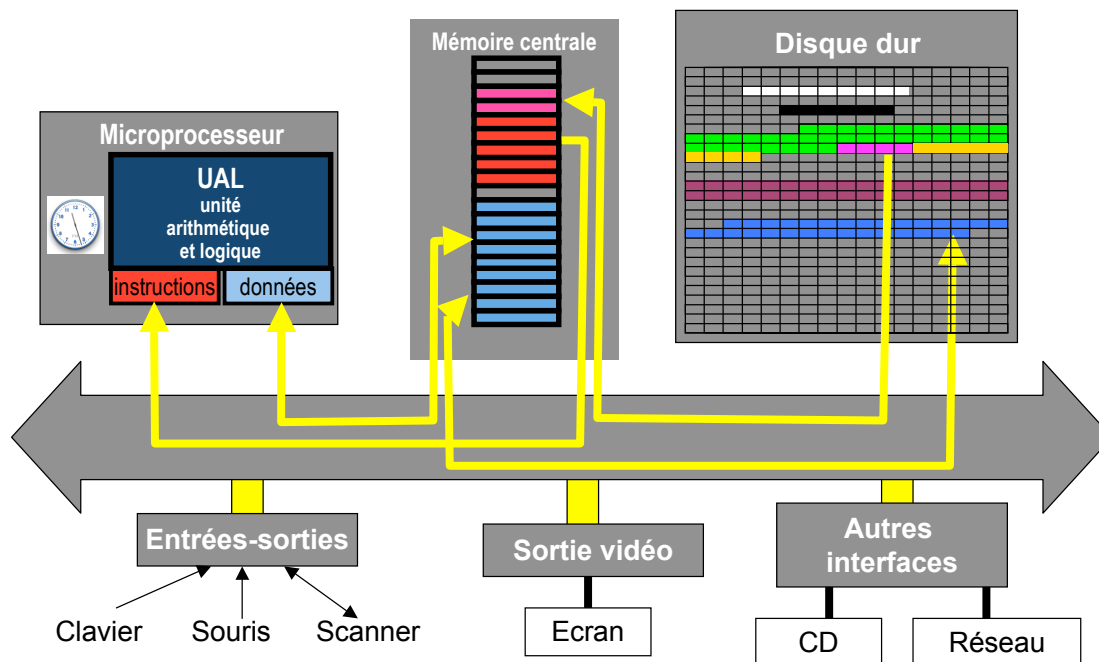 Mémoire centrale
Disque dur
Microprocesseur
UAL
unité
arithmétique
et logique
instructions
données
Entrées-sorties
Sortie vidéo
Autres
interfaces
Clavier
Souris
Scanner
Ecran
CD
Réseau